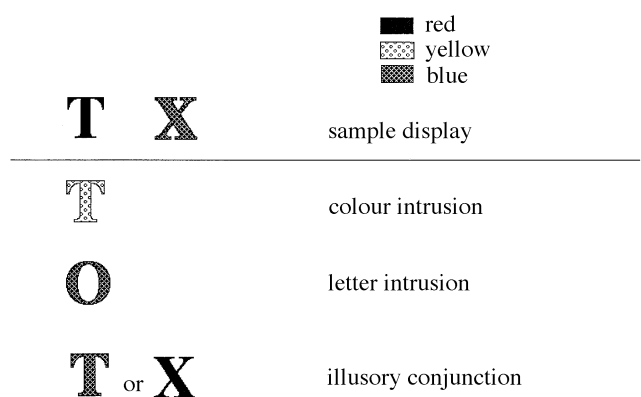 red
yellow
blue
T X sample display
T colour intrusion
O letter intrusion
T or X illusory conjunction